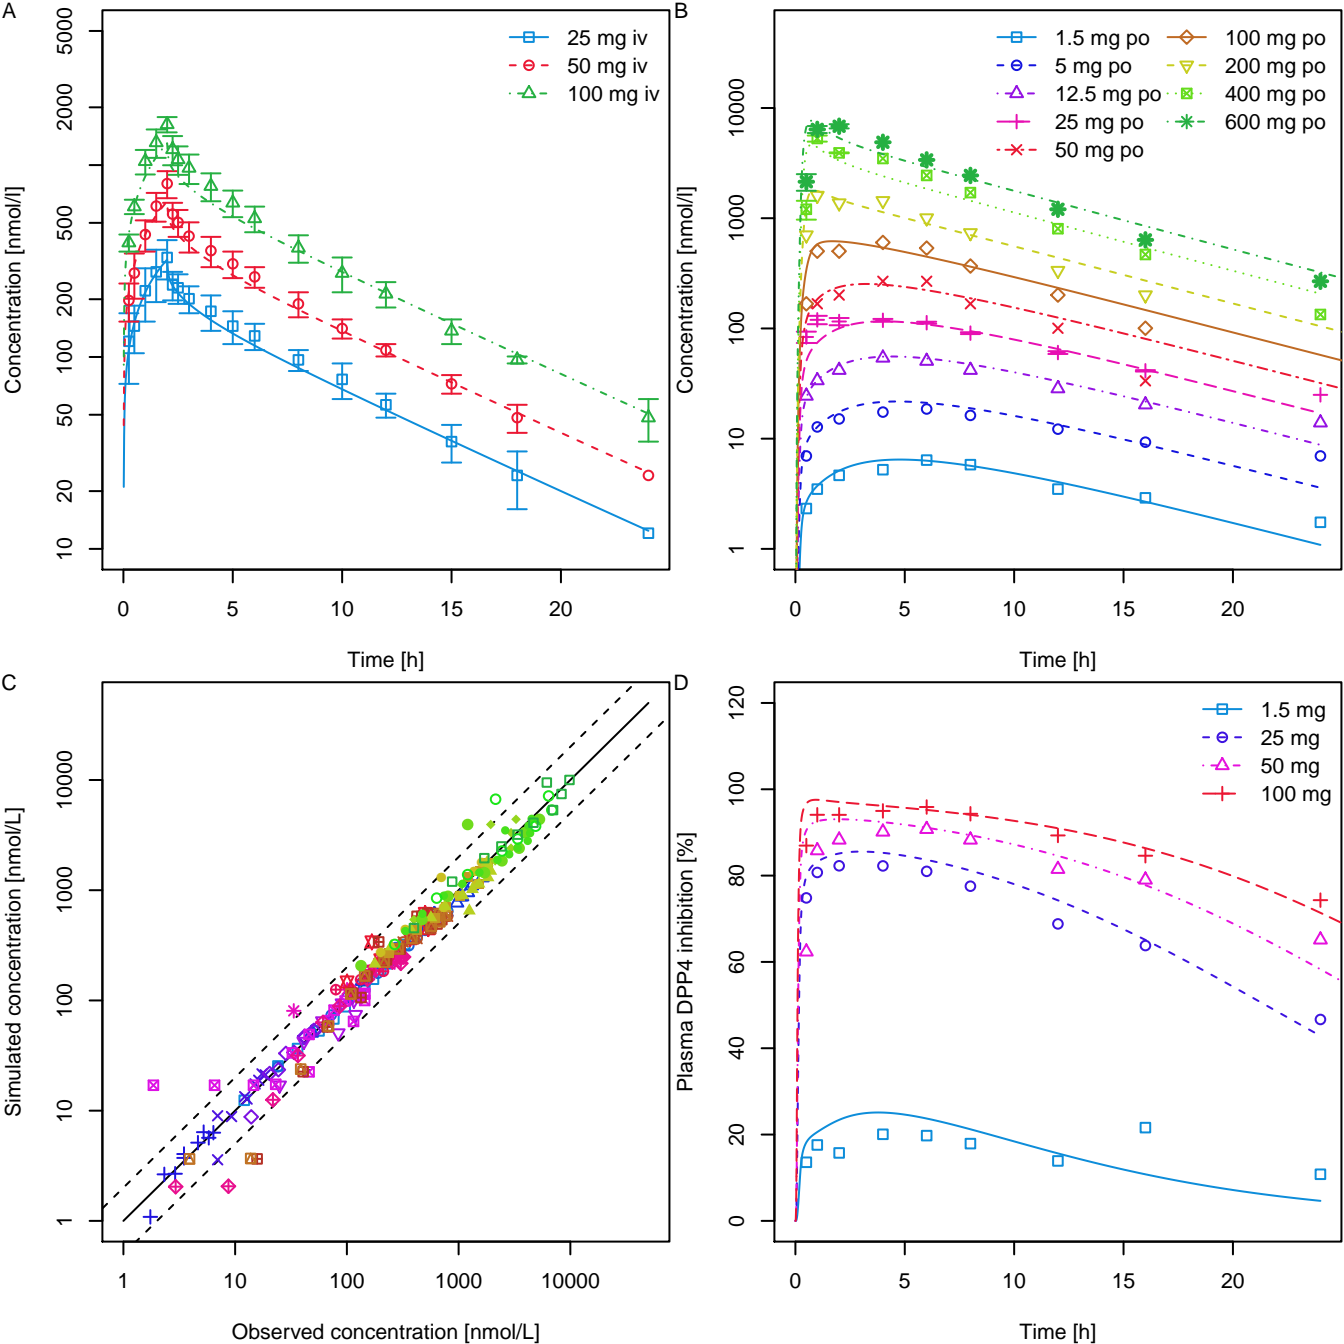 A
25 mg iv
50 mg iv
100 mg iv
Concentration [nmol/l]
5000
2000
500
200
100
50
20
10
0
5
10
15
20
Time [h]
B
1.5 mg po
5 mg po
12.5 mg po
25 mg po
50 mg po
100 mg po
200 mg po
400 mg po
600 mg po
Concentration [nmol/l]
10000
1000
100
10
1
0
5
10
15
20
Time [h]
C
Simulated concentration [nmol/L]
10000
1000
100
10
1
1
10
100
1000
10000
Observed concentration [nmol/L]
D
1.5 mg
25 mg
50 mg
100 mg
Plasma DPP4 inhibition [%]
120
100
80
60
40
20
0
0
5
10
15
20
Time [h]